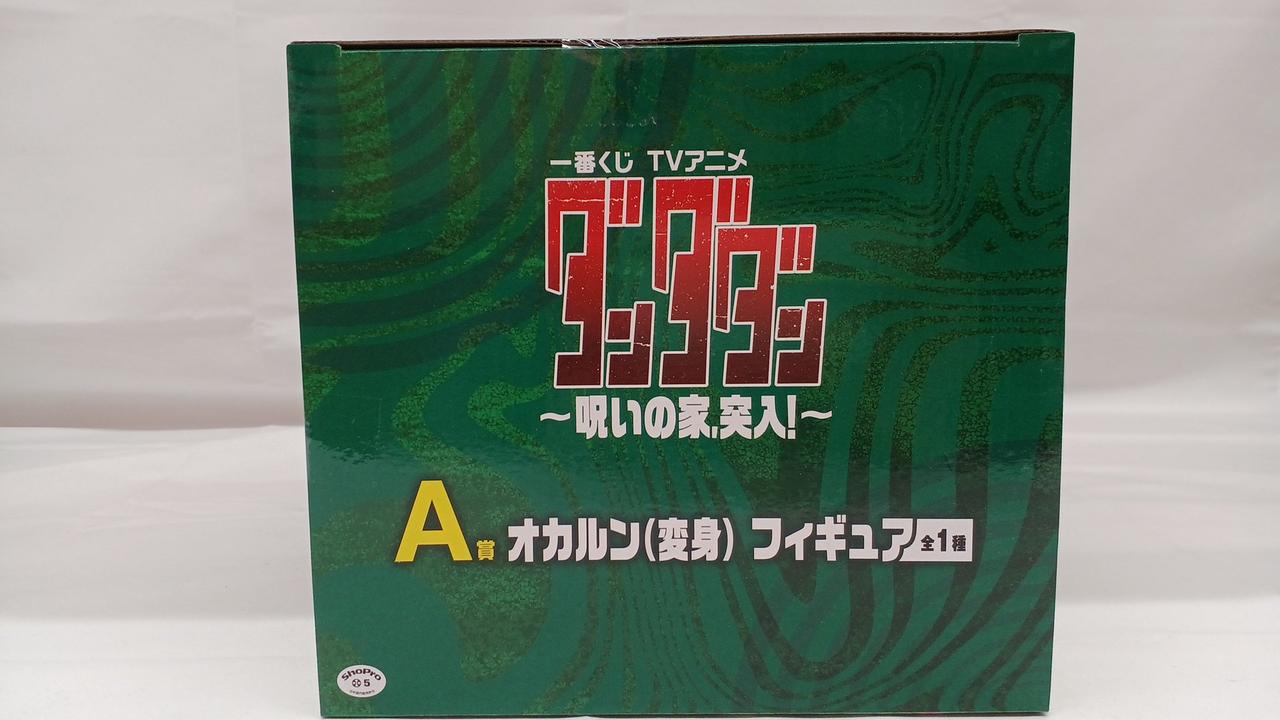 一番くじ TVアニメ
ダンダダン
～呪いの家、突入!～
A賞 オカルン(変身) フィギュア 全1種
ShoPro
5